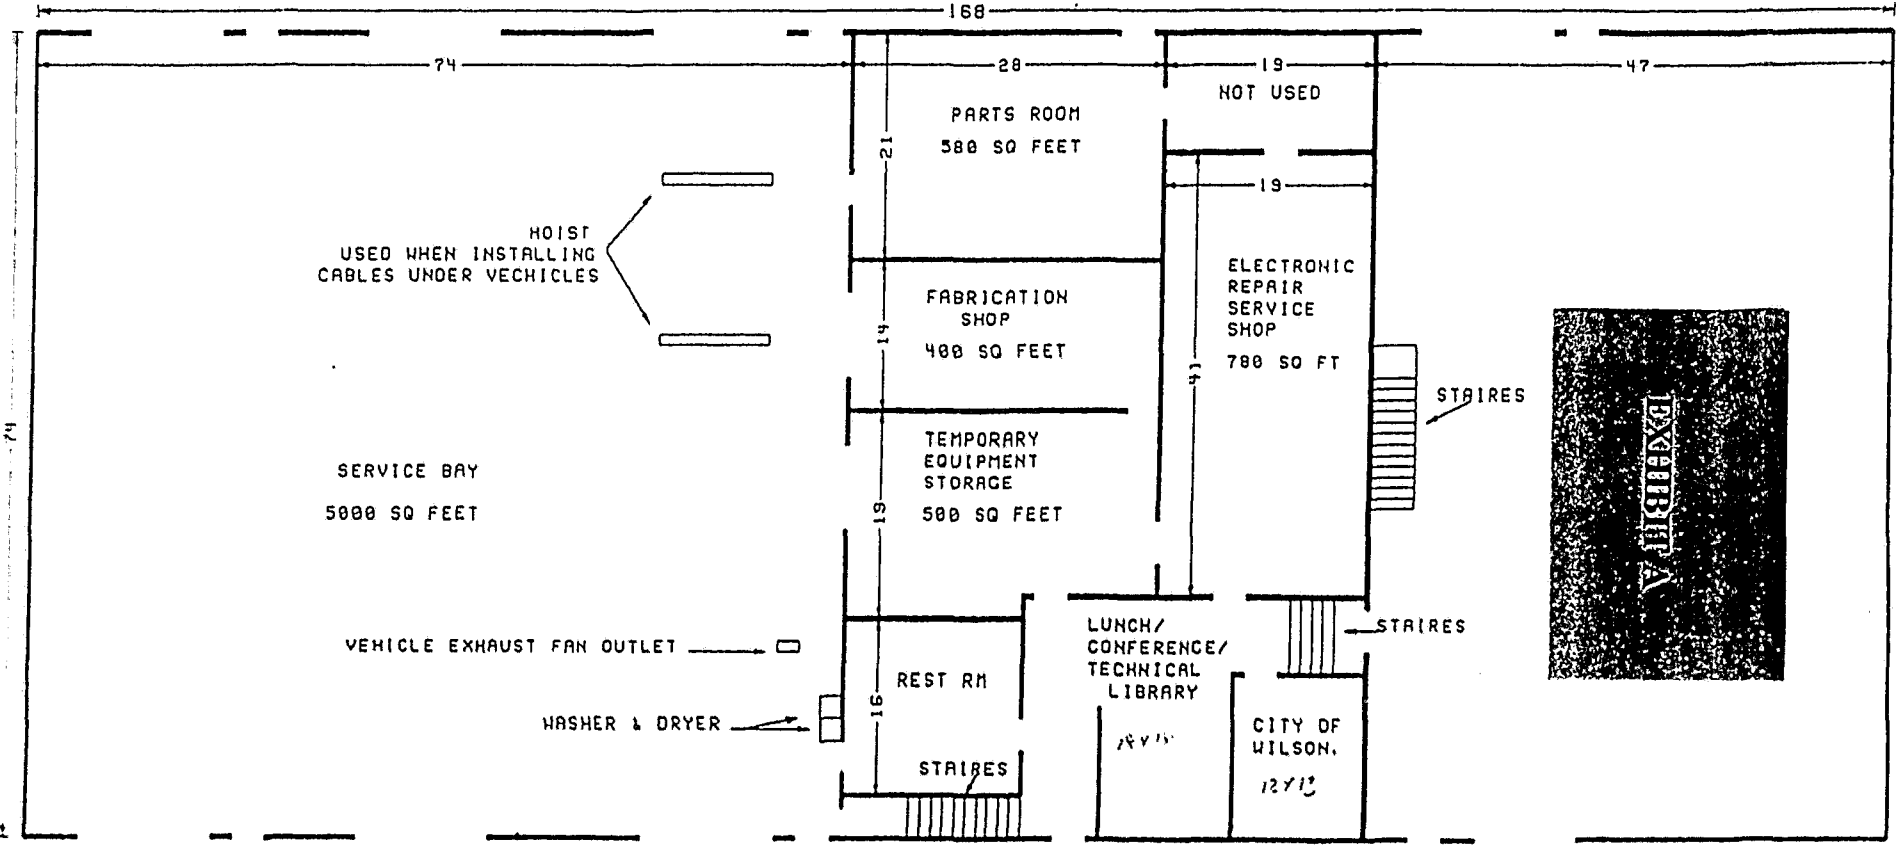 168
74
28
19
47
NOT USED
PARTS ROOM
580 SQ FEET
21
19
HOIST
USED WHEN INSTALLING
CABLES UNDER VECHICLES
ELECTRONIC
REPAIR
SERVICE
SHOP
780 SQ FT
FABRICATION
SHOP
400 SQ FEET
14
41
STAIRES
EXHIBIT A
74
TEMPORARY
EQUIPMENT
STORAGE
500 SQ FEET
19
SERVICE BAY
5000 SQ FEET
LUNCH/
CONFERENCE/
TECHNICAL
LIBRARY
STAIRES
VEHICLE EXHAUST FAN OUTLET
REST RM
16
WASHER & DRYER
CITY OF
WILSON.
STAIRES